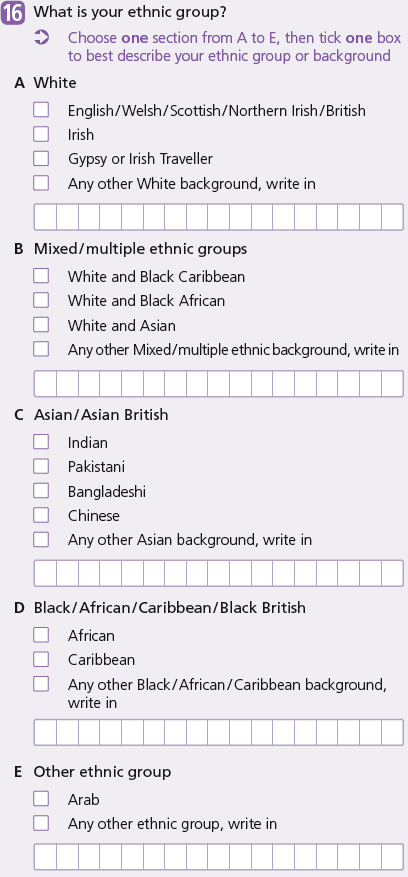 16 What is your ethnic group?
Choose one section from A to E, then tick one box
to best describe your ethnic group or background
A White
English/Welsh/Scottish/Northern Irish/British
Irish
Gypsy or Irish Traveller
Any other White background, write in
B Mixed/multiple ethnic groups
White and Black Caribbean
White and Black African
White and Asian
Any other Mixed/multiple ethnic background, write in
C Asian/Asian British
Indian
Pakistani
Bangladeshi
Chinese
Any other Asian background, write in
D Black/African/Caribbean/Black British
African
Caribbean
Any other Black/African/Caribbean background,
write in
E Other ethnic group
Arab
Any other ethnic group, write in